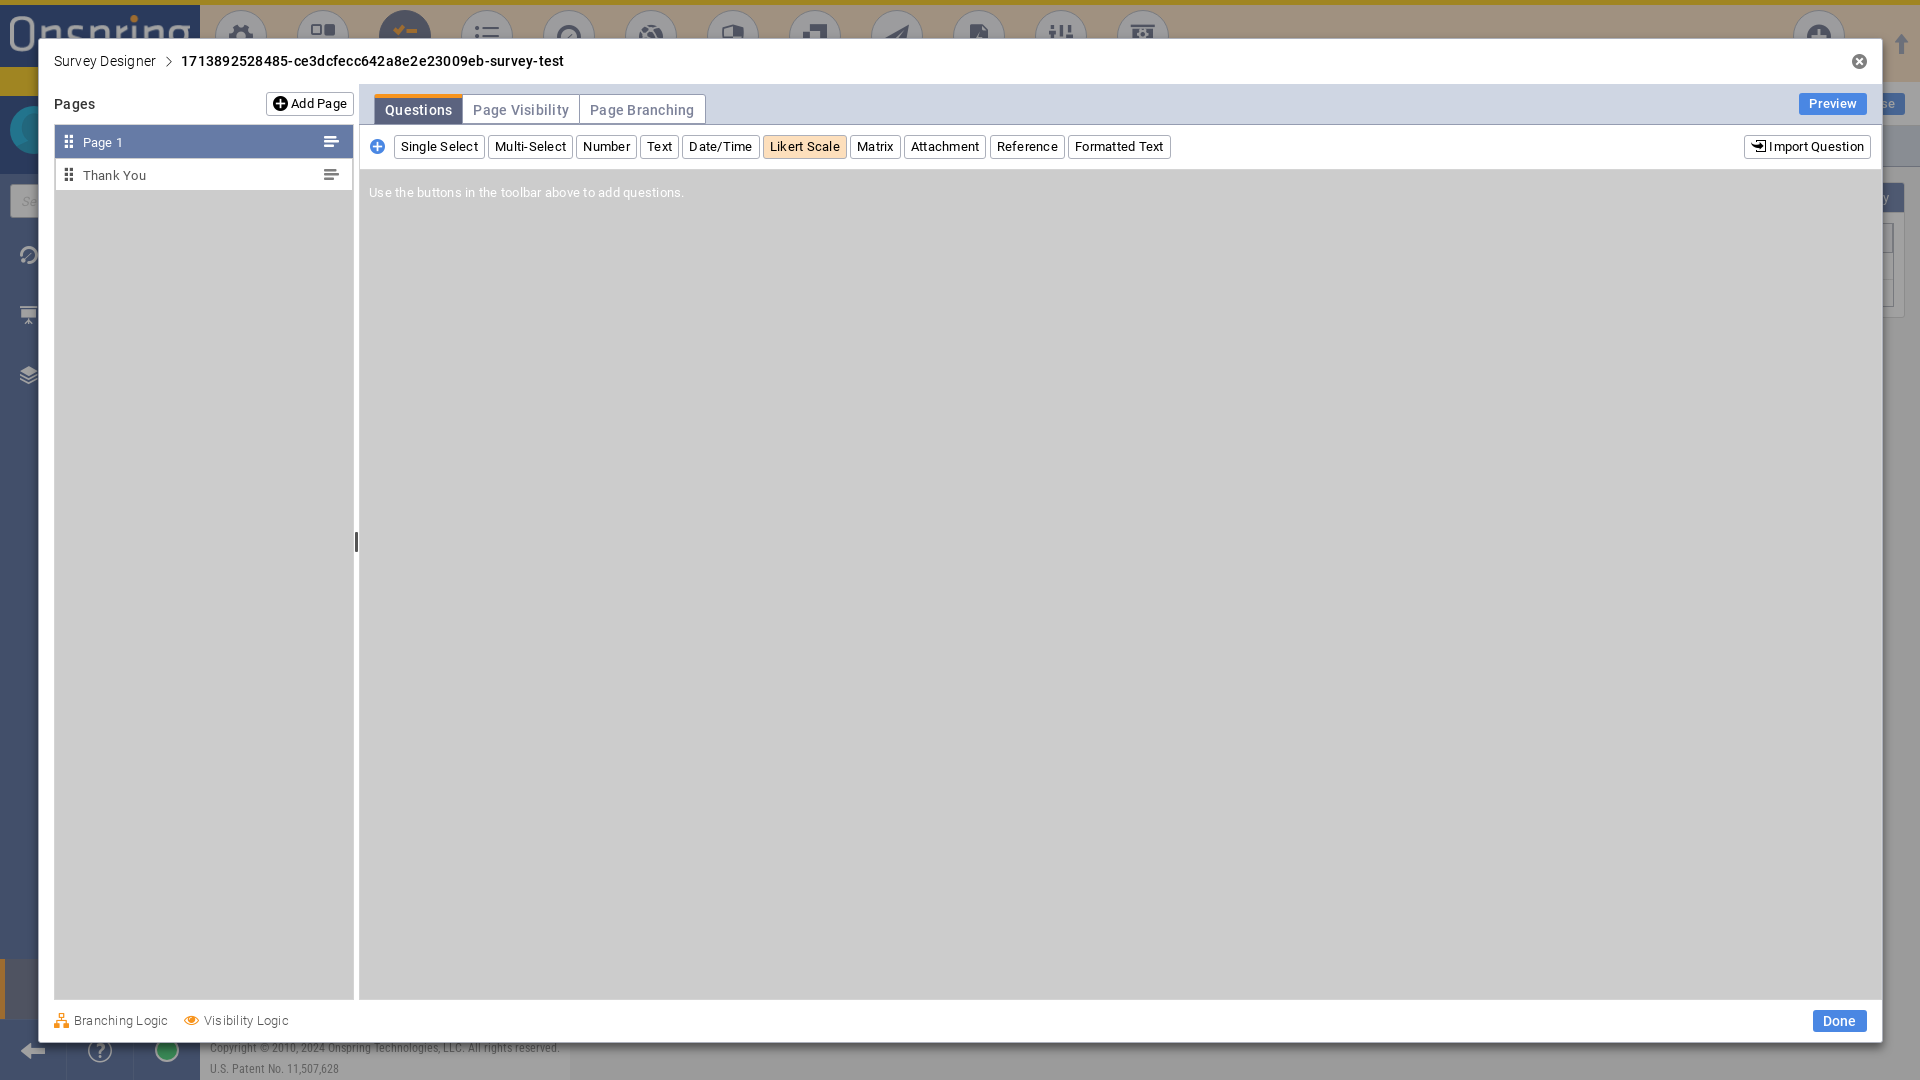 Onspring
Survey Designer > 1713892528485-ce3dcfecc642a8e2e23009eb-survey-test
Pages
Add Page
Questions
Page Visibility
Page Branching
Preview
se
Page 1
Thank You
Single Select
Multi-Select
Number
Text
Date/Time
Likert Scale
Matrix
Attachment
Reference
Formatted Text
Import Question
Use the buttons in the toolbar above to add questions.
Se
y
Branching Logic
Visibility Logic
Done
Copyright © 2010, 2024 Onspring Technologies, LLC. All rights reserved.
U.S. Patent No. 11,507,628